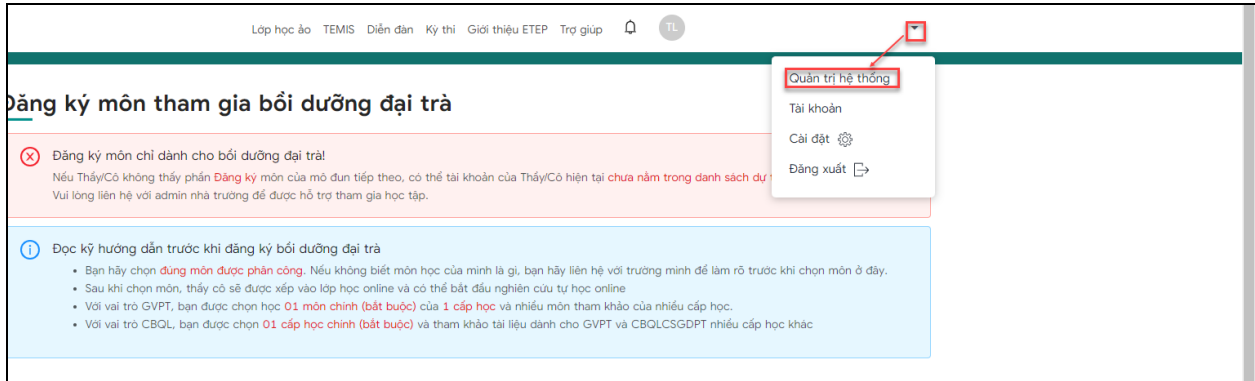 Lớp học ảo TEMIS Diễn đàn Kỳ thi Giới thiệu ETEP Trợ giúp TL
Quản trị hệ thống
Tài khoản
Cài đặt
Đăng xuất
Đăng ký môn tham gia bồi dưỡng đại trà
Đăng ký môn chỉ dành cho bồi dưỡng đại trà!
Nếu Thầy/Cô không thấy phần Đăng ký môn của mô đun tiếp theo, có thể tài khoản của Thầy/Cô hiện tại chưa nằm trong danh sách dự
Vui lòng liên hệ với admin nhà trường để được hỗ trợ tham gia học tập.
Đọc kỹ hướng dẫn trước khi đăng ký bồi dưỡng đại trà
Bạn hãy chọn đúng môn được phân công. Nếu không biết môn học của mình là gì, bạn hãy liên hệ với trường mình để làm rõ trước khi chọn môn ở đây.
Sau khi chọn môn, thầy cô sẽ được xếp vào lớp học online và có thể bắt đầu nghiên cứu tự học online
Với vai trò GVPT, bạn được chọn học 01 môn chính (bắt buộc) của 1 cấp học và nhiều môn tham khảo của nhiều cấp học.
Với vai trò CBQL, bạn được chọn 01 cấp học chính (bắt buộc) và tham khảo tài liệu dành cho GVPT và CBQLCSGDPT nhiều cấp học khác